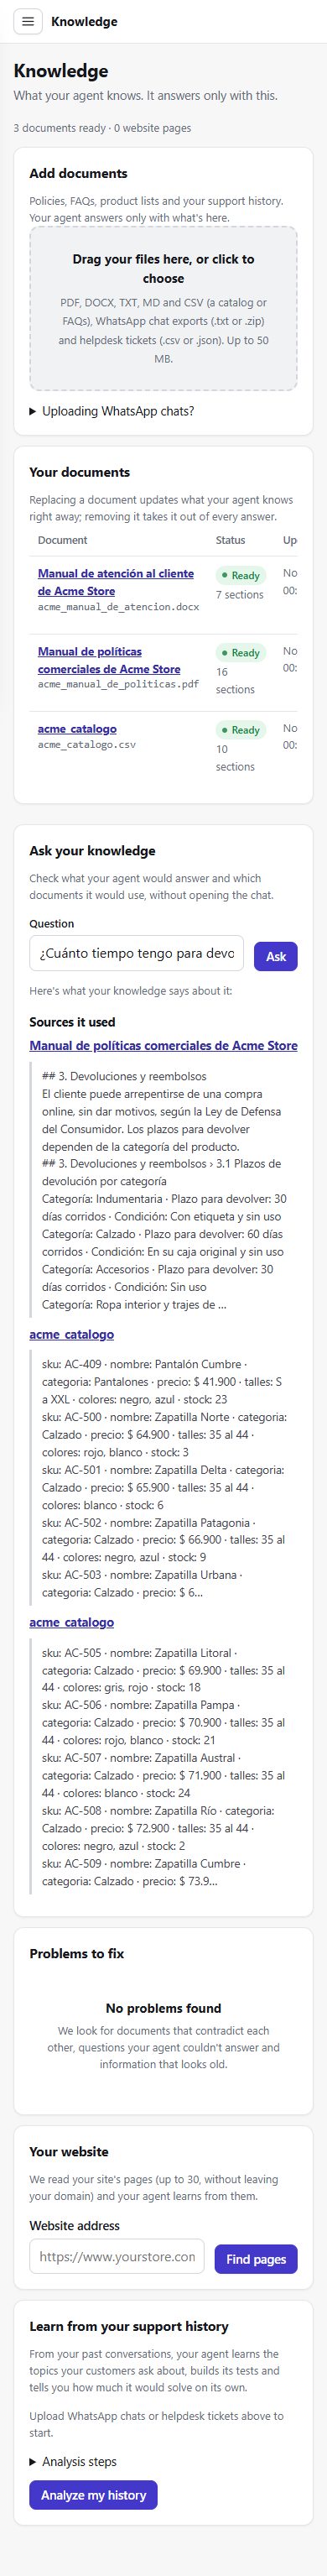 Knowledge
Knowledge
What your agent knows. It answers only with this.
3 documents ready · 0 website pages
Add documents
Policies, FAQs, product lists and your support history.
Your agent answers only with what's here.
Drag your files here, or click to
choose
PDF, DOCX, TXT, MD and CSV (a catalog or
FAQs), WhatsApp chat exports (.txt or .zip)
and helpdesk tickets (.csv or .json). Up to 50
MB.
Uploading WhatsApp chats?
Your documents
Replacing a document updates what your agent knows
right away; removing it takes it out of every answer.
Document Status Up
Manual de atención al cliente
de Acme Store
acme_manual_de_atencion.docx
Ready
7 sections
No
00:
Manual de políticas
comerciales de Acme Store
acme_manual_de_politicas.pdf
Ready
16
sections
No
00:
acme_catalogo
acme_catalogo.csv
Ready
10
sections
No
00:
Ask your knowledge
Check what your agent would answer and which
documents it would use, without opening the chat.
Question
¿Cuánto tiempo tengo para devo
Ask
Here's what your knowledge says about it:
Sources it used
Manual de políticas comerciales de Acme Store
## 3. Devoluciones y reembolsos
El cliente puede arrepentirse de una compra
online, sin dar motivos, según la Ley de Defensa
del Consumidor. Los plazos para devolver
dependen de la categoría del producto.
## 3. Devoluciones y reembolsos › 3.1 Plazos de
devolución por categoría
Categoría: Indumentaria · Plazo para devolver: 30
días corridos · Condición: Con etiqueta y sin uso
Categoría: Calzado · Plazo para devolver: 60 días
corridos · Condición: En su caja original y sin uso
Categoría: Accesorios · Plazo para devolver: 30
días corridos · Condición: Sin uso
Categoría: Ropa interior y trajes de ...
acme_catalogo
sku: AC-409 · nombre: Pantalón Cumbre ·
categoria: Pantalones · precio: $ 41.900 · talles: S
a XXL · colores: negro, azul · stock: 23
sku: AC-500 · nombre: Zapatilla Norte · categoria:
Calzado · precio: $ 64.900 · talles: 35 al 44 ·
colores: rojo, blanco · stock: 3
sku: AC-501 · nombre: Zapatilla Delta · categoria:
Calzado · precio: $ 65.900 · talles: 35 al 44 ·
colores: blanco · stock: 6
sku: AC-502 · nombre: Zapatilla Patagonia ·
categoria: Calzado · precio: $ 66.900 · talles: 35 al
44 · colores: negro, azul · stock: 9
sku: AC-503 · nombre: Zapatilla Urbana ·
categoria: Calzado · precio: $ 6...
acme_catalogo
sku: AC-505 · nombre: Zapatilla Litoral ·
categoria: Calzado · precio: $ 69.900 · talles: 35 al
44 · colores: gris, rojo · stock: 18
sku: AC-506 · nombre: Zapatilla Pampa ·
categoria: Calzado · precio: $ 70.900 · talles: 35 al
44 · colores: rojo, blanco · stock: 21
sku: AC-507 · nombre: Zapatilla Austral ·
categoria: Calzado · precio: $ 71.900 · talles: 35 al
44 · colores: blanco · stock: 24
sku: AC-508 · nombre: Zapatilla Río · categoria:
Calzado · precio: $ 72.900 · talles: 35 al 44 ·
colores: negro, azul · stock: 2
sku: AC-509 · nombre: Zapatilla Cumbre ·
categoria: Calzado · precio: $ 73.9...
Problems to fix
No problems found
We look for documents that contradict each
other, questions your agent couldn't answer and
information that looks old.
Your website
We read your site's pages (up to 30, without leaving
your domain) and your agent learns from them.
Website address
https://www.yourstore.con
Find pages
Learn from your support history
From your past conversations, your agent learns the
topics your customers ask about, builds its tests and
tells you how much it would solve on its own.
Upload WhatsApp chats or helpdesk tickets above to
start.
Analysis steps
Analyze my history